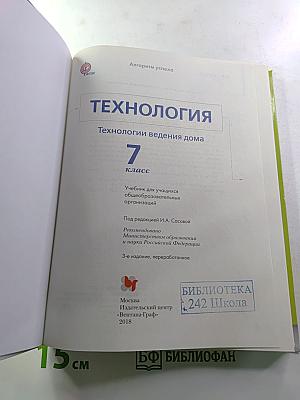 Алгоритм успеха
ТЕХНОЛОГИЯ
Технологии ведения дома
7
класс
Учебник для учащихся
общеобразовательных
организаций
Под редакцией И.А. Сасовой
Рекомендовано
Министерством образования
и науки Российской Федерации
3-е издание, переработанное
Москва
Издательский центр
«Вентана-Граф»
2018
БИБЛИОТЕКА
242 Школа
15 см
БФ БИБЛИОФАН